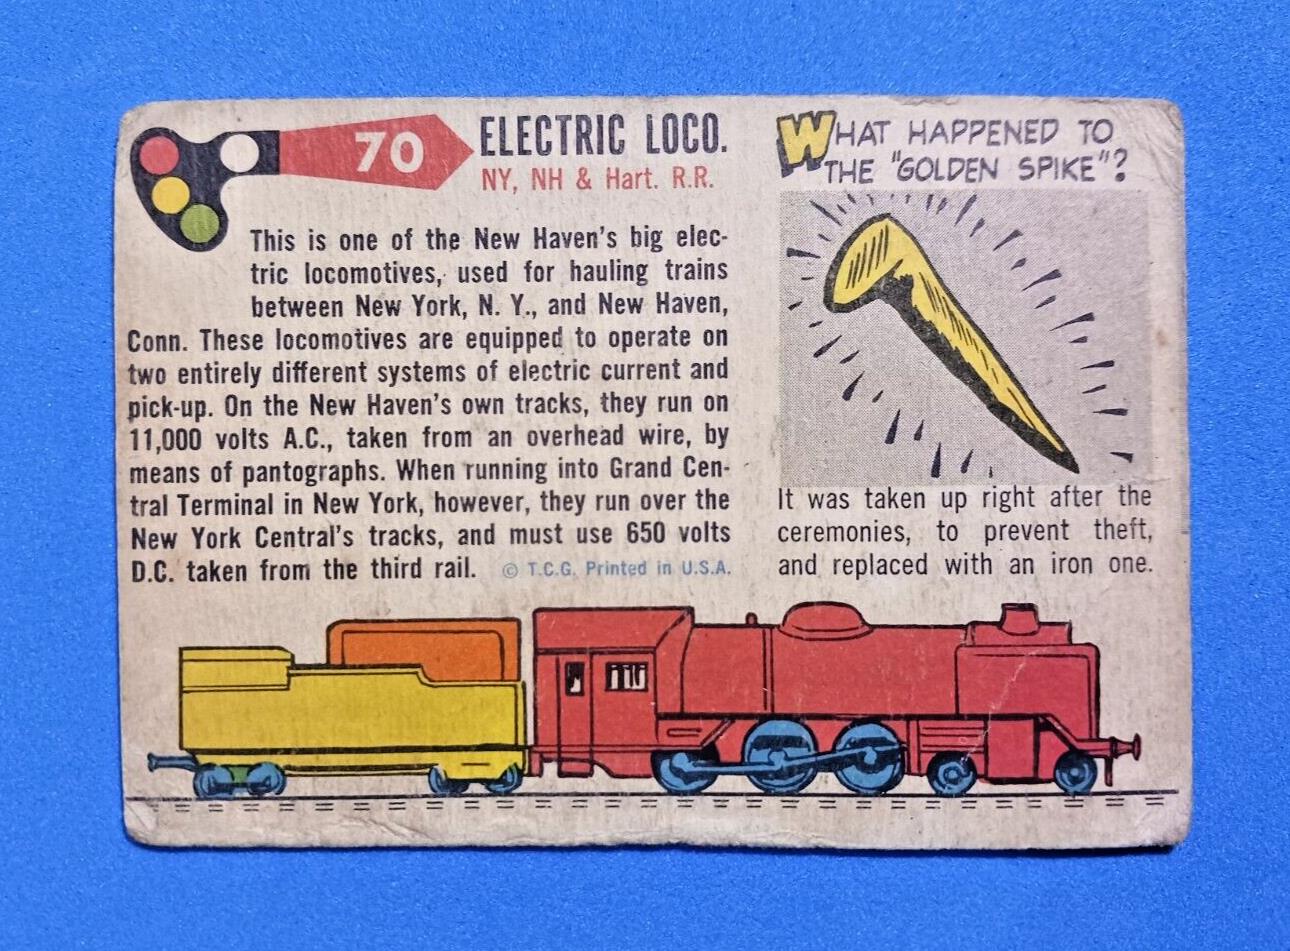 70
ELECTRIC LOCO.
NY, NH & Hart. R.R.
This is one of the New Haven's big elec-
tric locomotives, used for hauling trains
between New York, N. Y., and New Haven,
Conn. These locomotives are equipped to operate on
two entirely different systems of electric current and
pick-up. On the New Haven's own tracks, they run on
11,000 volts A.C., taken from an overhead wire, by
means of pantographs. When running into Grand Cen-
tral Terminal in New York, however, they run over the
New York Central's tracks, and must use 650 volts
D.C. taken from the third rail. © T.C.G. Printed in U.S.A.
WHAT HAPPENED TO
THE "GOLDEN SPIKE"?
It was taken up right after the
ceremonies, to prevent theft,
and replaced with an iron one.